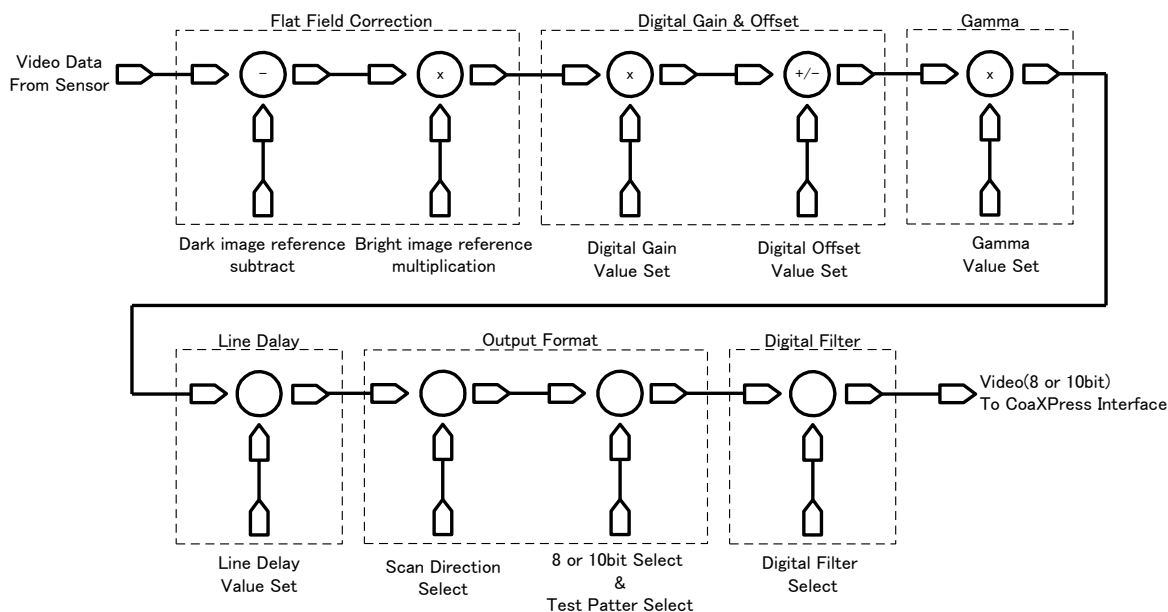 Flat Field Correction
Digital Gain & Offset
Gamma
Video Data
From Sensor
-
x
x
+/-
x
Dark image reference
subtract
Bright image reference
multiplication
Digital Gain
Value Set
Digital Offset
Value Set
Gamma
Value Set
Line Dalay
Output Format
Digital Filter
Video(8 or 10bit)
To CoaXPress Interface
Line Delay
Value Set
Scan Direction
Select
8 or 10bit Select
&
Test Patter Select
Digital Filter
Select